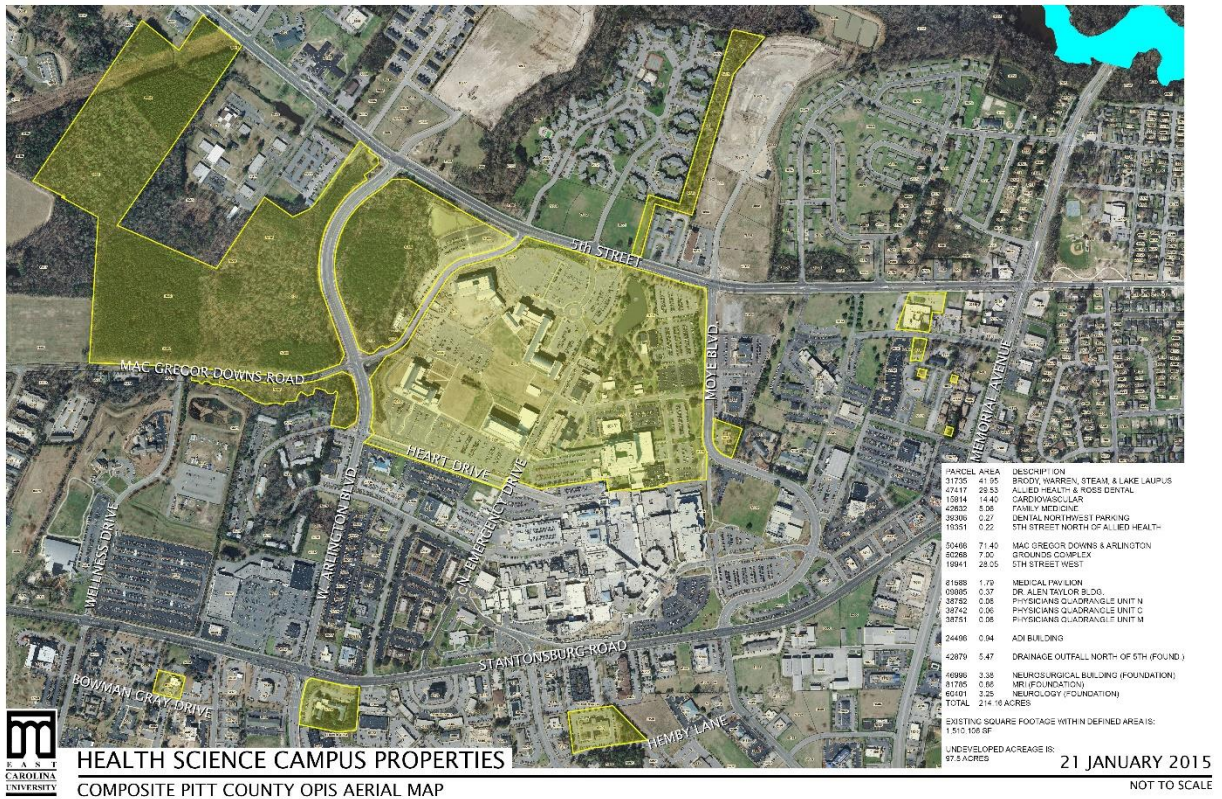 5th STREET
MAC GREGOR DOWNS ROAD
MOYE BLVD.
MEMORIAL AVENUE
HEART DRIVE
N. EMERGENCY DRIVE
W. ARLINGTON BLVD
WELLNESS DRIVE
STANTONSBURG ROAD
BOWMAN GRAY DRIVE
HEMBY LANE
PARCEL AREA DESCRIPTION
31735 41.95 BRODY, WARREN, STEAM, & LAKE LAUPUS
47417 29.53 ALLIED HEALTH & ROSS DENTAL
15914 14.40 CARDIOVASCULAR
42632 5.06 FAMILY MEDICINE
39306 0.27 DENTAL NORTHWEST PARKING
19351 0.22 5TH STREET NORTH OF ALLIED HEALTH
50466 71.40 MAC GREGOR DOWNS & ARLINGTON
60268 7.00 GROUNDS COMPLEX
19941 28.05 5TH STREET WEST
81588 1.79 MEDICAL PAVILION
09885 0.37 DR. ALEN TAYLOR BLDG.
38752 0.06 PHYSICIANS QUADRANGLE UNIT N
38742 0.06 PHYSICIANS QUADRANGLE UNIT C
38751 0.06 PHYSICIANS QUADRANGLE UNIT M
24498 0.94 ADI BUILDING
42879 5.47 DRAINAGE OUTFALL NORTH OF 5TH (FOUND.)
46998 3.38 NEUROSURGICAL BUILDING (FOUNDATION)
81785 0.86 MRI (FOUNDATION)
60401 3.25 NEUROLOGY (FOUNDATION)
TOTAL 214.16 ACRES
EXISTING SQUARE FOOTAGE WITHIN DEFINED AREA IS:
1,510,106 SF
UNDEVELOPED ACREAGE IS:
97.5 ACRES
EAST
CAROLINA
UNIVERSITY
HEALTH SCIENCE CAMPUS PROPERTIES
21 JANUARY 2015
COMPOSITE PITT COUNTY OPIS AERIAL MAP
NOT TO SCALE